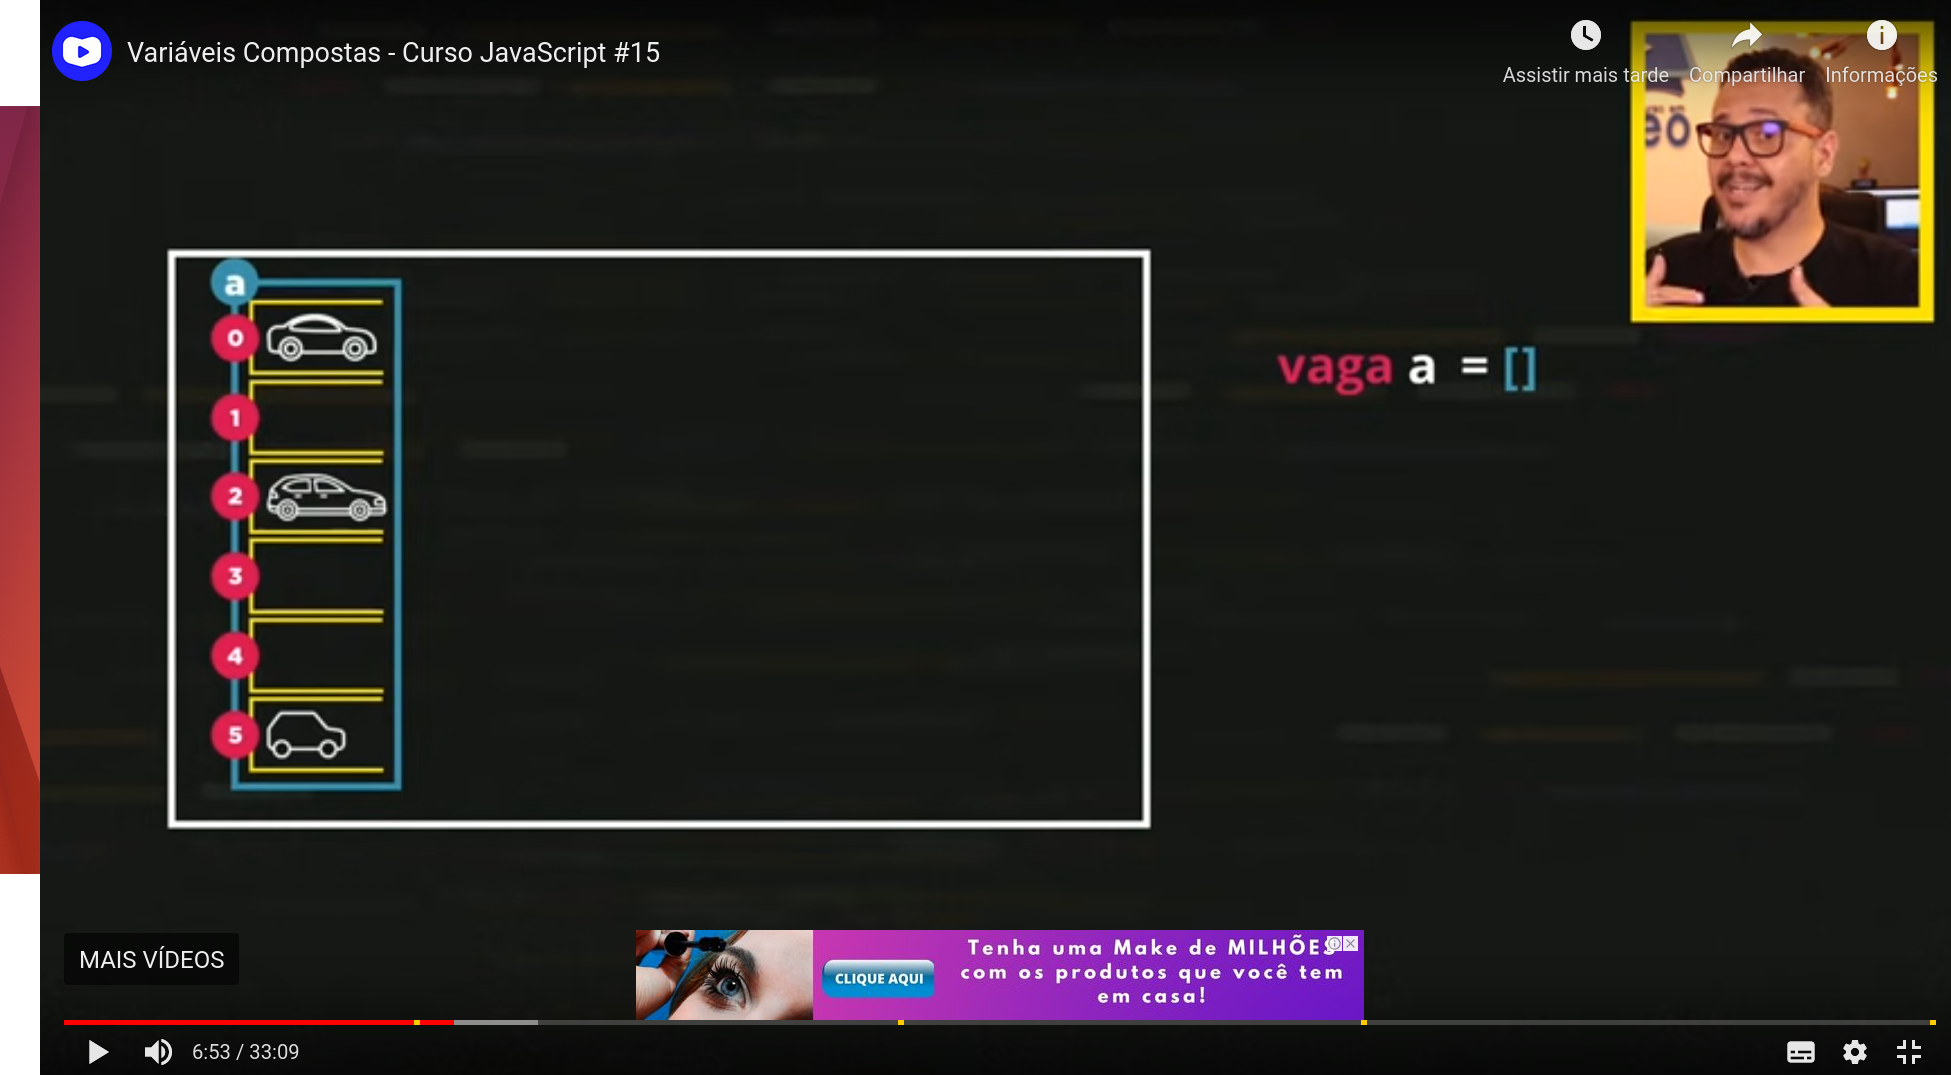 Variáveis Compostas - Curso JavaScript #15
Assistir mais tarde
Compartilhar
Informações
eo
a
0
1
2
3
4
5
vaga a = []
MAIS VÍDEOS
CLIQUE AQUI
Tenha uma Make de MILHÕES
com os produtos que você tem
em casa!
6:53 / 33:09